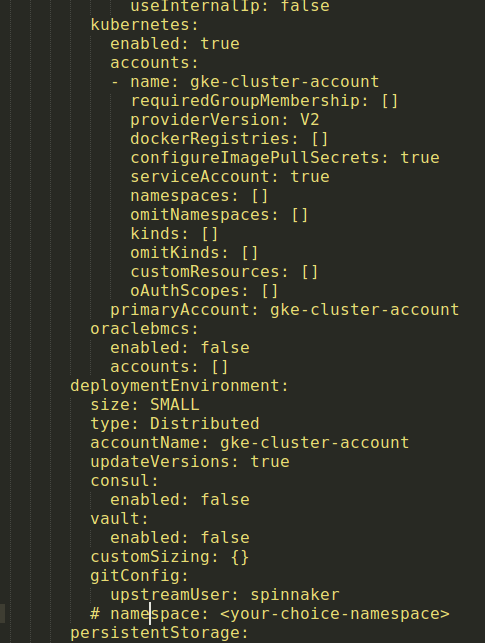 useInternalIp: false
kubernetes:
enabled: true
accounts:
- name: gke-cluster-account
requiredGroupMembership: []
providerVersion: V2
dockerRegistries: []
configureImagePullSecrets: true
serviceAccount: true
namespaces: []
omitNamespaces: []
kinds: []
omitKinds: []
customResources: []
oAuthScopes: []
primaryAccount: gke-cluster-account
oraclebmcs:
enabled: false
accounts: []
deploymentEnvironment:
size: SMALL
type: Distributed
accountName: gke-cluster-account
updateVersions: true
consul:
enabled: false
vault:
enabled: false
customSizing: {}
gitConfig:
upstreamUser: spinnaker
# namespace: <your-choice-namespace>
persistentStorage: